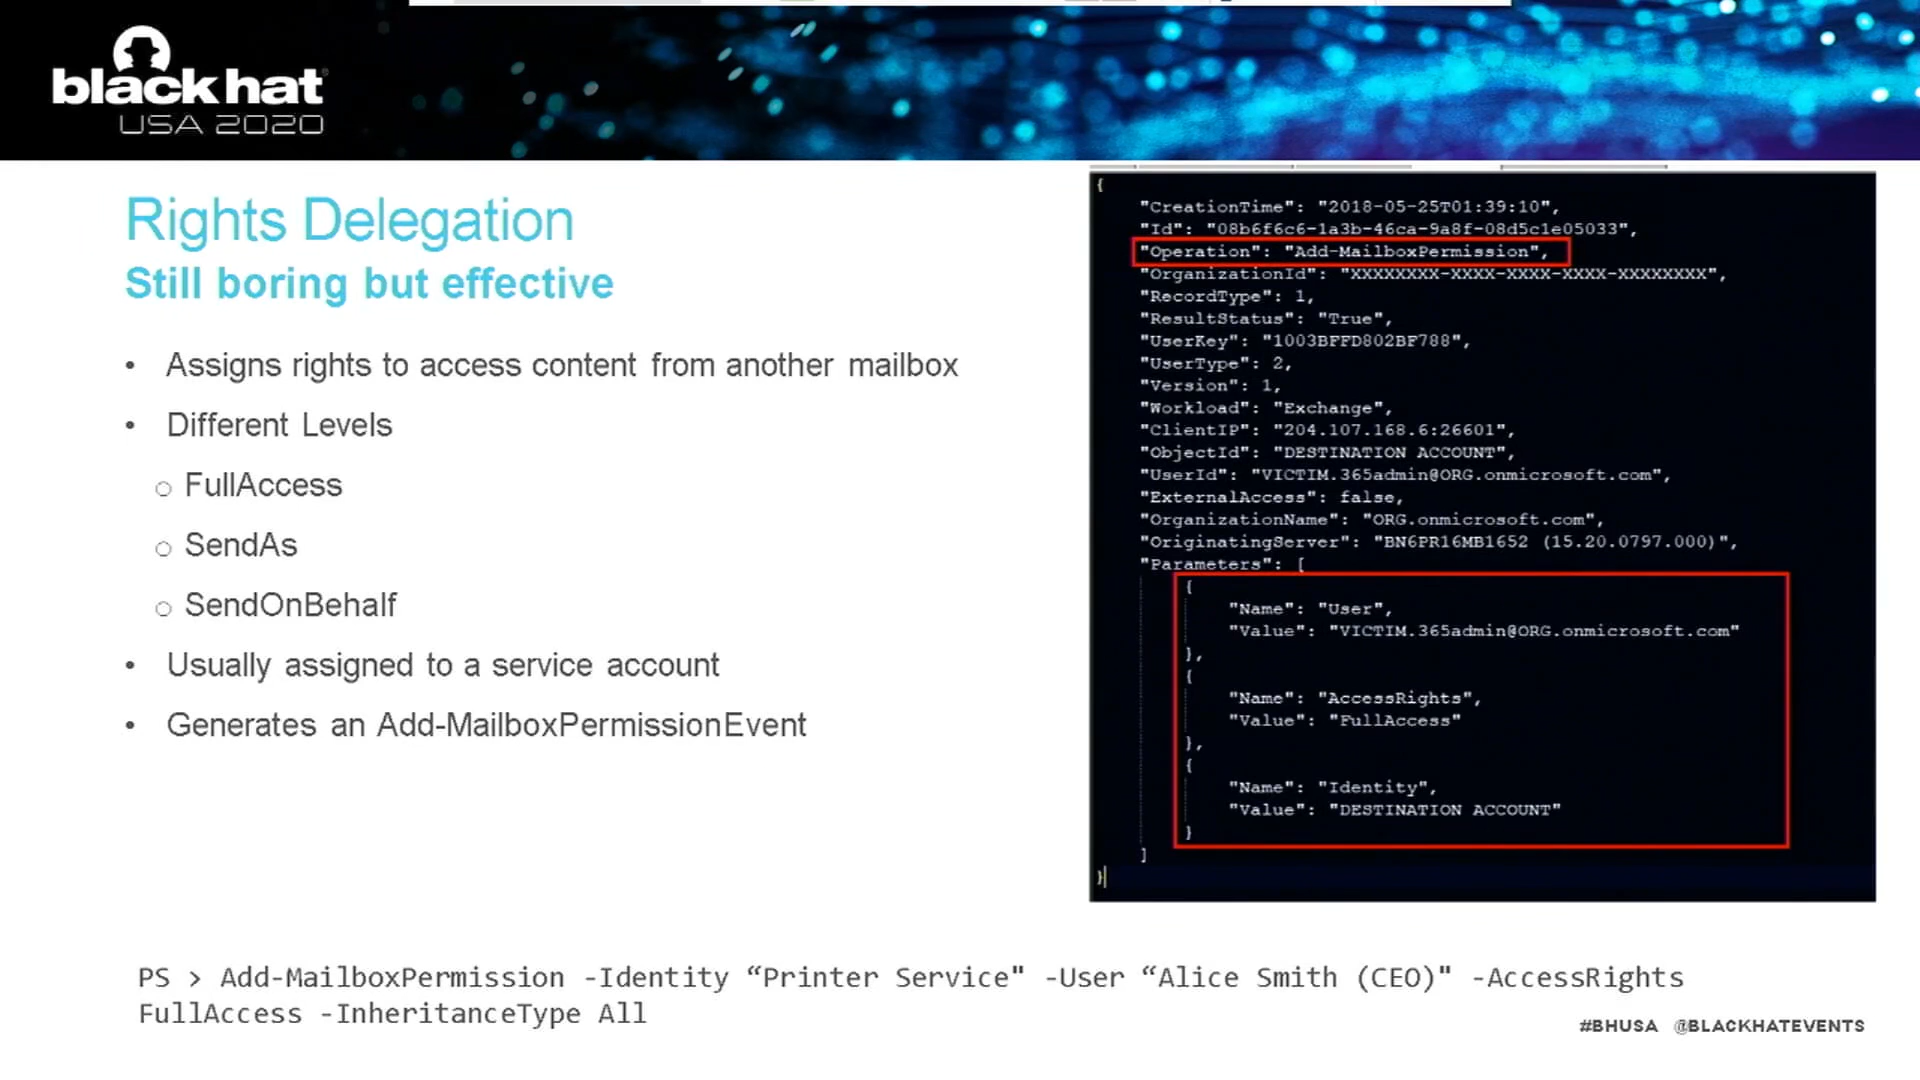 black hat
USA 2020
Rights Delegation
Still boring but effective
• Assigns rights to access content from another mailbox
• Different Levels
○ FullAccess
○ SendAs
○ SendOnBehalf
• Usually assigned to a service account
• Generates an Add-MailboxPermissionEvent
{
"CreationTime": "2018-05-25T01:39:10",
"Id": "08b6f6c6-1a3b-46ca-9a8f-08d5c1e05033",
"Operation": "Add-MailboxPermission",
"OrganizationId": "XXXXXXXX-XXXX-XXXX-XXXX-XXXXXXXX",
"RecordType": 1,
"ResultStatus": "True",
"UserKey": "1003BFFD802BF788",
"UserType": 2,
"Version": 1,
"Workload": "Exchange",
"ClientIP": "204.107.168.6:26601",
"ObjectId": "DESTINATION ACCOUNT",
"UserId": "VICTIM.365admin@ORG.onmicrosoft.com",
"ExternalAccess": false,
"OrganizationName": "ORG.onmicrosoft.com",
"OriginatingServer": "BN6PR16MB1652 (15.20.0797.000)",
"Parameters": [
{
"Name": "User",
"Value": "VICTIM.365admin@ORG.onmicrosoft.com"
},
{
"Name": "AccessRights",
"Value": "FullAccess"
},
{
"Name": "Identity",
"Value": "DESTINATION ACCOUNT"
}
]
}
PS > Add-MailboxPermission -Identity “Printer Service" -User “Alice Smith (CEO)" -AccessRights
FullAccess -InheritanceType All
#BHUSA @BLACKHATEVENTS